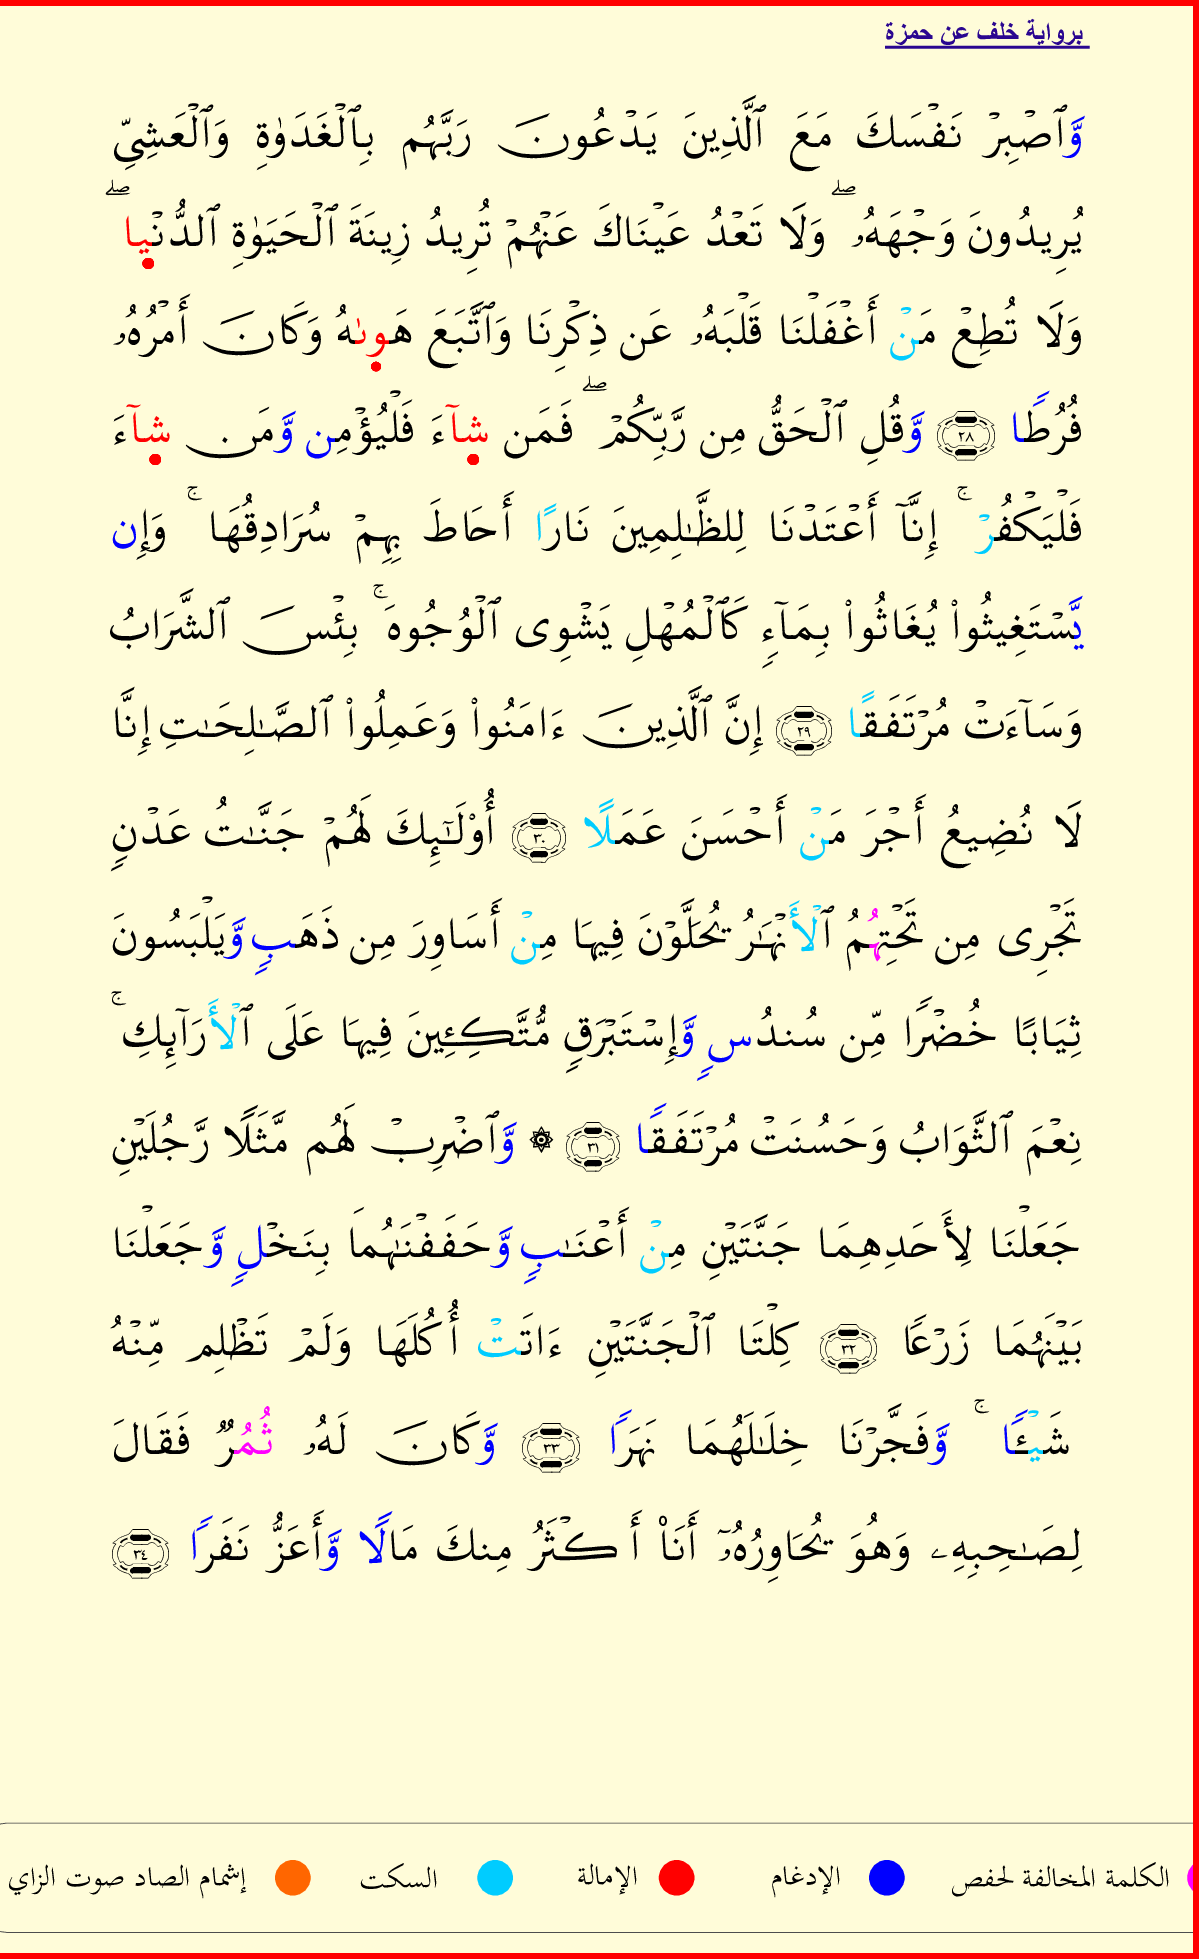 برواية خلف عن حمزة
وَّٱصْبِرْ نَفْسَكَ مَعَ ٱلَّذِينَ يَدْعُونَ رَبَّهُم بِٱلْغَدَوٰةِ وَٱلْعَشِىِّ
يُرِيدُونَ وَجْهَهُۥ ۖ وَلَا تَعْدُ عَيْنَاكَ عَنْهُمْ تُرِيدُ زِينَةَ ٱلْحَيَوٰةِ ٱلدُّنْيا ۖ
وَلَا تُطِعْ مَنْ أَغْفَلْنَا قَلْبَهُۥ عَن ذِكْرِنَا وَٱتَّبَعَ هَوىٰهُ وَكَانَ أَمْرُهُۥ
فُرُطًا ٢٨ وَّقُلِ ٱلْحَقُّ مِن رَّبِّكُمْ ۖ فَمَن شآءَ فَلْيُؤْمِن وَّمَن شآءَ
فَلْيَكْفُرْ ۚ إِنَّآ أَعْتَدْنَا لِلظَّـٰلِمِينَ نَارًا أَحَاطَ بِهِمْ سُرَادِقُهَا ۚ وَإِن
يَّسْتَغِيثُوا۟ يُغَاثُوا۟ بِمَآءٍ كَٱلْمُهْلِ يَشْوِى ٱلْوُجُوهَ ۚ بِئْسَ ٱلشَّرَابُ
وَسَآءَتْ مُرْتَفَقًا ٢٩ إِنَّ ٱلَّذِينَ ءَامَنُوا۟ وَعَمِلُوا۟ ٱلصَّـٰلِحَـٰتِ إِنَّا
لَا نُضِيعُ أَجْرَ مَنْ أَحْسَنَ عَمَلًا ٣٠ أُو۟لَـٰٓئِكَ لَهُمْ جَنَّـٰتُ عَدْنٍ
تَجْرِى مِن تَحْتِهُمُ ٱلْأَنْهَـٰرُ يُحَلَّوْنَ فِيهَا مِنْ أَسَاوِرَ مِن ذَهَبٍ وَّيَلْبَسُونَ
ثِيَابًا خُضْرًا مِّن سُندُسٍ وَّإِسْتَبْرَقٍ مُّتَّكِـِٔينَ فِيهَا عَلَى ٱلْأَرَآئِكِ ۚ
نِعْمَ ٱلثَّوَابُ وَحَسُنَتْ مُرْتَفَقًا ٣١ ۞ وَّٱضْرِبْ لَهُم مَّثَلًا رَّجُلَيْنِ
جَعَلْنَا لِأَحَدِهِمَا جَنَّتَيْنِ مِنْ أَعْنَـٰبٍ وَّحَفَفْنَـٰهُمَا بِنَخْلٍ وَّجَعَلْنَا
بَيْنَهُمَا زَرْعًا ٣٢ كِلْتَا ٱلْجَنَّتَيْنِ ءَاتَتْ أُكُلَهَا وَلَمْ تَظْلِم مِّنْهُ
شَيْـًٔا ۚ وَّفَجَّرْنَا خِلَـٰلَهُمَا نَهَرًا ٣٣ وَّكَانَ لَهُۥ ثُمُرٌ فَقَالَ
لِصَـٰحِبِهِۦ وَهُوَ يُحَاوِرُهُۥٓ أَنَا۠ أَكْثَرُ مِنكَ مَالًا وَّأَعَزُّ نَفَرًا ٣٤
الكلمة المخالفة لحفص الإدغام الإمالة السكت إشمام الصاد صوت الزاي